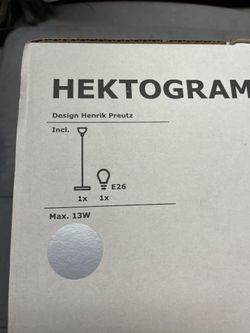 HEKTOGRAM
Design Henrik Preutz
Incl.
E26
1x 1x
Max. 13W